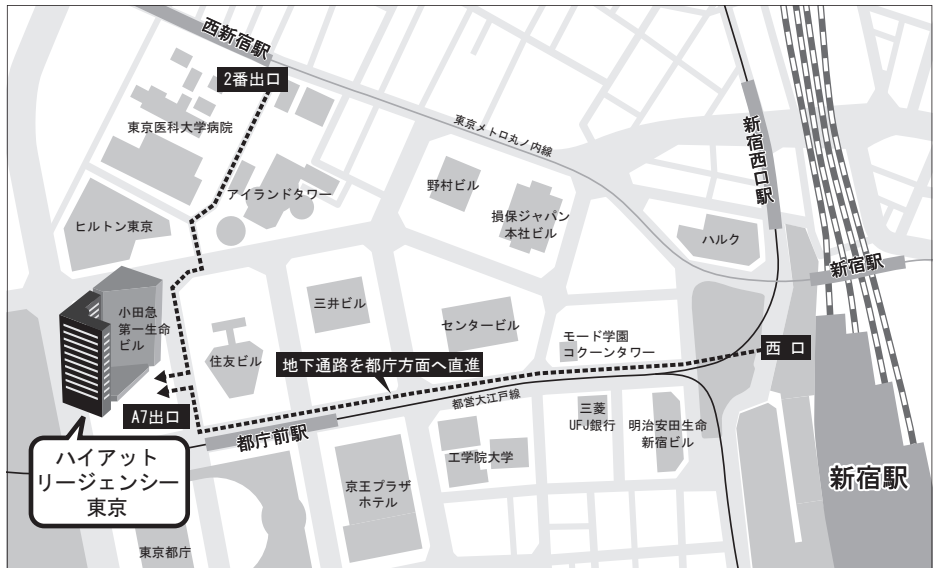 西新宿駅
2番出口
東京医科大学病院
東京メトロ丸ノ内線
新宿西口駅
アイランドタワー
野村ビル
損保ジャパン
本社ビル
ヒルトン東京
ハルク
新宿駅
小田急
第一生命
ビル
三井ビル
センタービル
住友ビル
モード学園
コクーンタワー
西口
地下通路を都庁方面へ直進
A7出口
都営大江戸線
都庁前駅
三菱
UFJ銀行
明治安田生命
新宿ビル
ハイアット
リージェンシー
東京
工学院大学
京王プラザ
ホテル
新宿駅
東京都庁